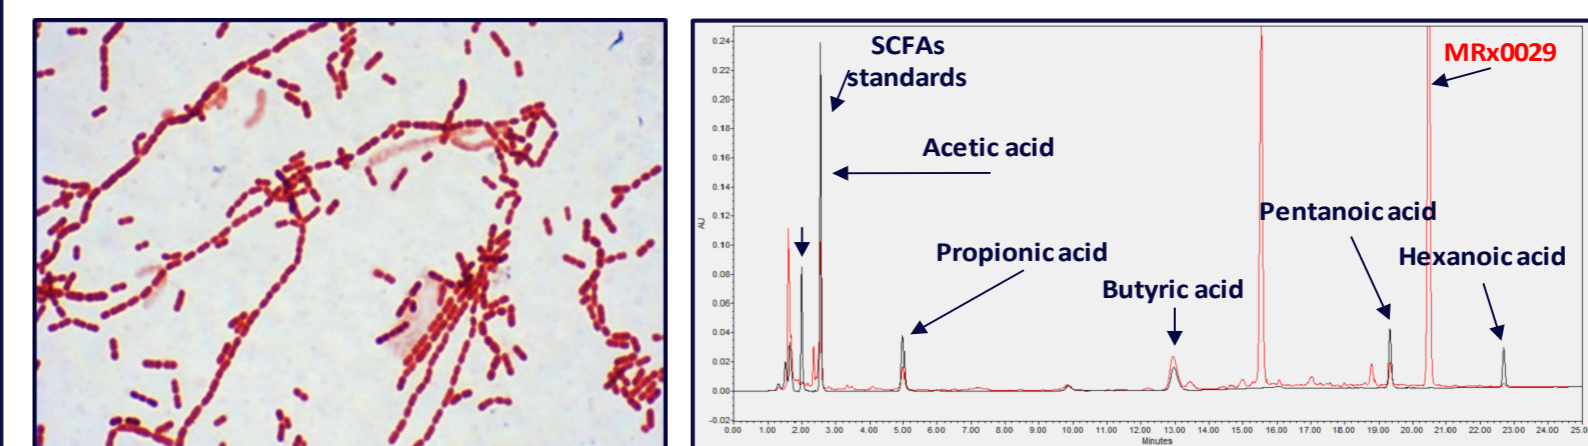 SCFAs
standards
MRx0029
Acetic acid
Pentanoic acid
Propionic acid
Hexanoic acid
Butyric acid
0.24
0.22
0.20
0.18
0.16
0.14
0.12
0.10
0.08
0.06
0.04
0.02
0.00
-0.02
AU
0.00 1.00 2.00 3.00 4.00 5.00 6.00 7.00 8.00 9.00 10.00 11.00 12.00 13.00 14.00 15.00 16.00 17.00 18.00 19.00 20.00 21.00 22.00 23.00 24.00 25.0
Minutes